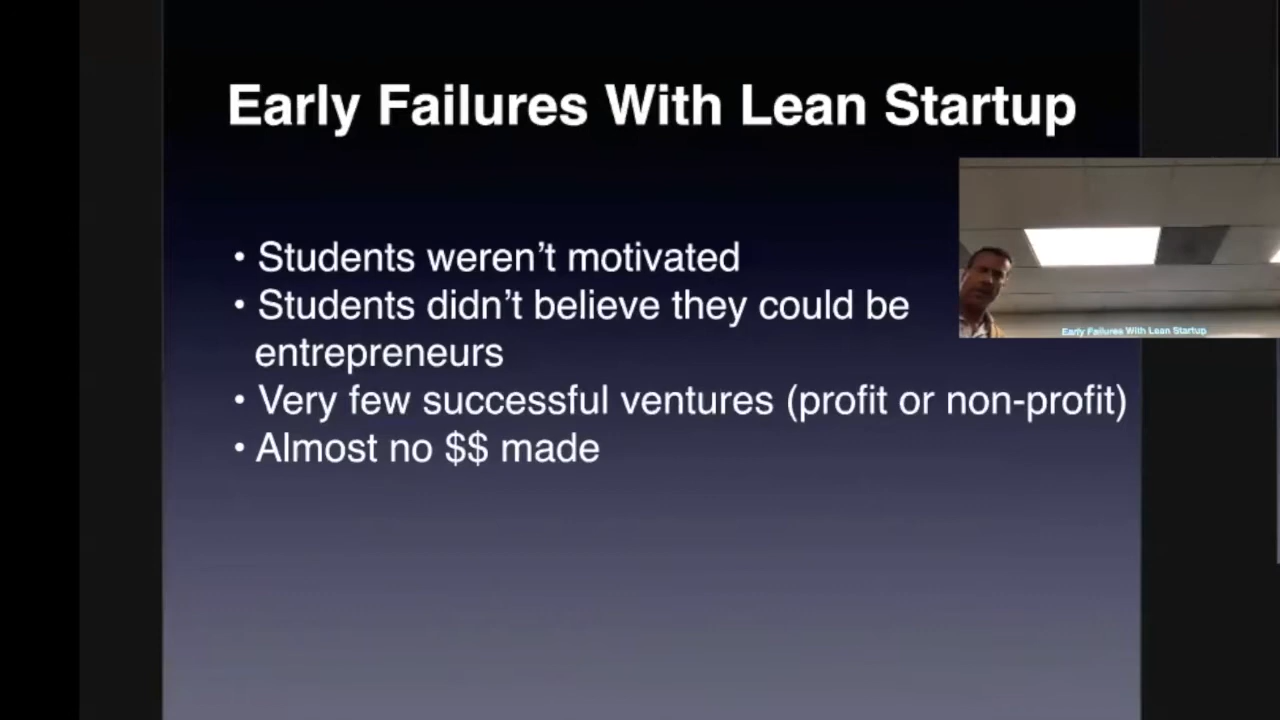 Early Failures With Lean Startup
• Students weren’t motivated
• Students didn’t believe they could be
entrepreneurs
• Very few successful ventures (profit or non-profit)
• Almost no $$ made
Early Failures With Lean Startup